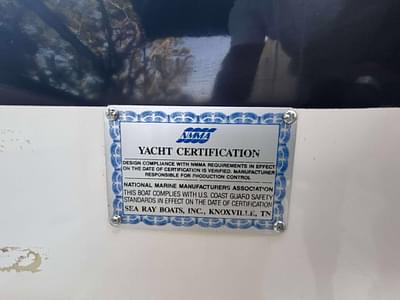 NMMA
YACHT CERTIFICATION
DESIGN COMPLIANCE WITH NMMA REQUIREMENTS IN EFFECT
ON THE DATE OF CERTIFICATION IS VERIFIED. MANUFACTURER
RESPONSIBLE FOR PRODUCTION CONTROL.
NATIONAL MARINE MANUFACTURERS ASSOCIATION
THIS BOAT COMPLIES WITH U.S. COAST GUARD SAFETY
STANDARDS IN EFFECT ON THE DATE OF CERTIFICATION
SEA RAY BOATS, INC., KNOXVILLE, TN